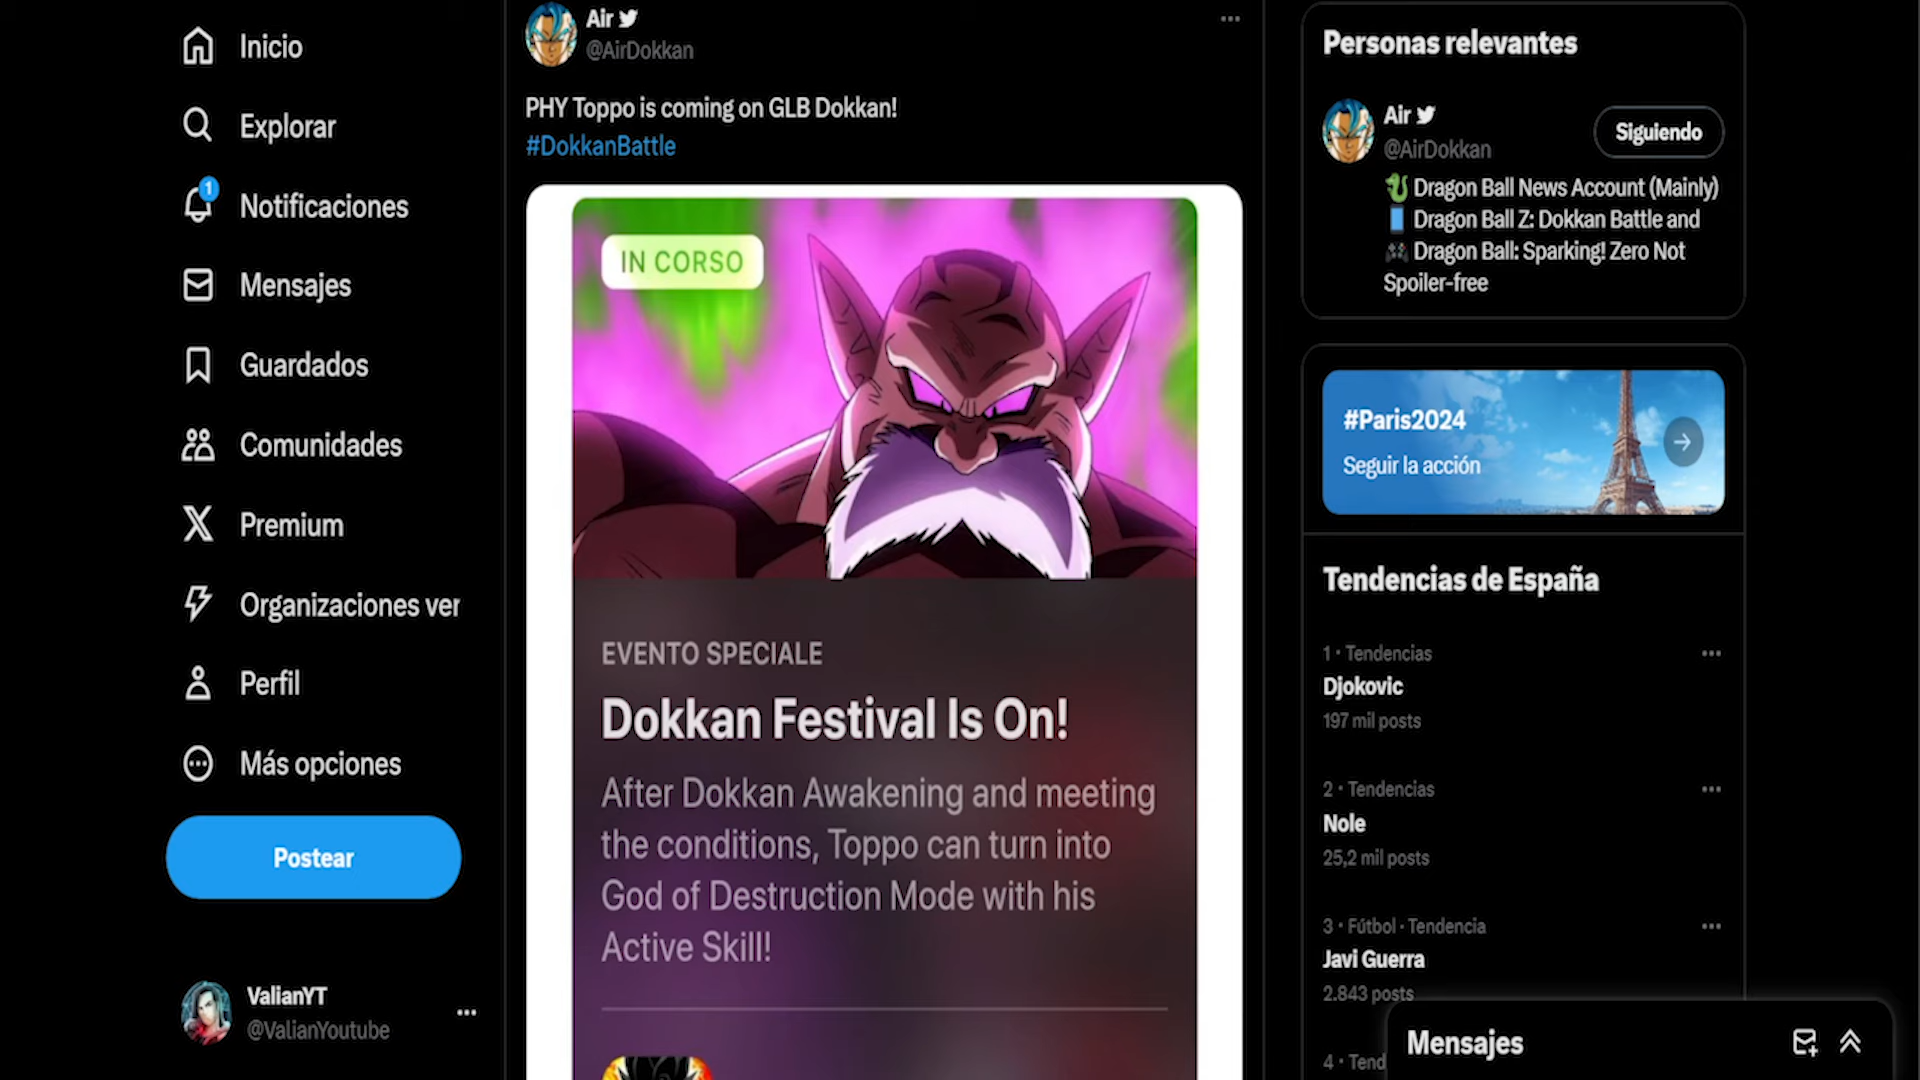 Inicio
Explorar
1
Notificaciones
Mensajes
Guardados
Comunidades
Premium
Organizaciones ver
Perfil
Más opciones
Postear
ValianYT
@ValianYoutube
Air
@AirDokkan
PHY Toppo is coming on GLB Dokkan!
#DokkanBattle
IN CORSO
EVENTO SPECIALE
Dokkan Festival Is On!
After Dokkan Awakening and meeting
the conditions, Toppo can turn into
God of Destruction Mode with his
Active Skill!
Personas relevantes
Air
@AirDokkan
Siguiendo
Dragon Ball News Account (Mainly)
Dragon Ball Z: Dokkan Battle and
Dragon Ball: Sparking! Zero Not
Spoiler-free
#Paris2024
Seguir la acción
Tendencias de España
1 · Tendencias
Djokovic
197 mil posts
2 · Tendencias
Nole
25,2 mil posts
3 · Fútbol · Tendencia
Javi Guerra
2.843 posts
4 · Tend
Mensajes